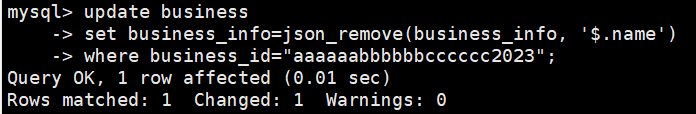 mysql> update business
    -> set business_info=json_remove(business_info, '$.name')
    -> where business_id="aaaaaabbbbbbcccccc2023";
Query OK, 1 row affected (0.01 sec)
Rows matched: 1  Changed: 1  Warnings: 0